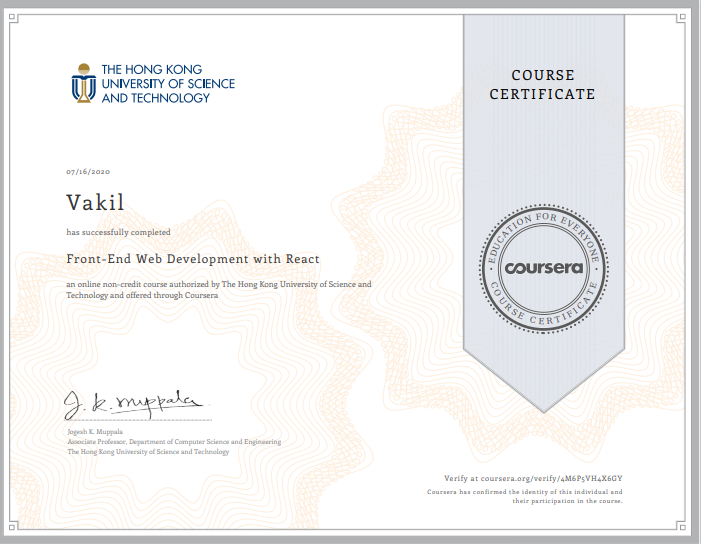 THE HONG KONG
UNIVERSITY OF SCIENCE
AND TECHNOLOGY
COURSE
CERTIFICATE
07/16/2020
Vakil
has successfully completed
Front-End Web Development with React
an online non-credit course authorized by The Hong Kong University of Science and
Technology and offered through Coursera
EDUCATION FOR EVERYONE
coursera
COURSE CERTIFICATE
J. K. Muppala
Jogesh K. Muppala
Associate Professor, Department of Computer Science and Engineering
The Hong Kong University of Science and Technology
Verify at coursera.org/verify/4M6P5VH4X6GY
Coursera has confirmed the identity of this individual and
their participation in the course.